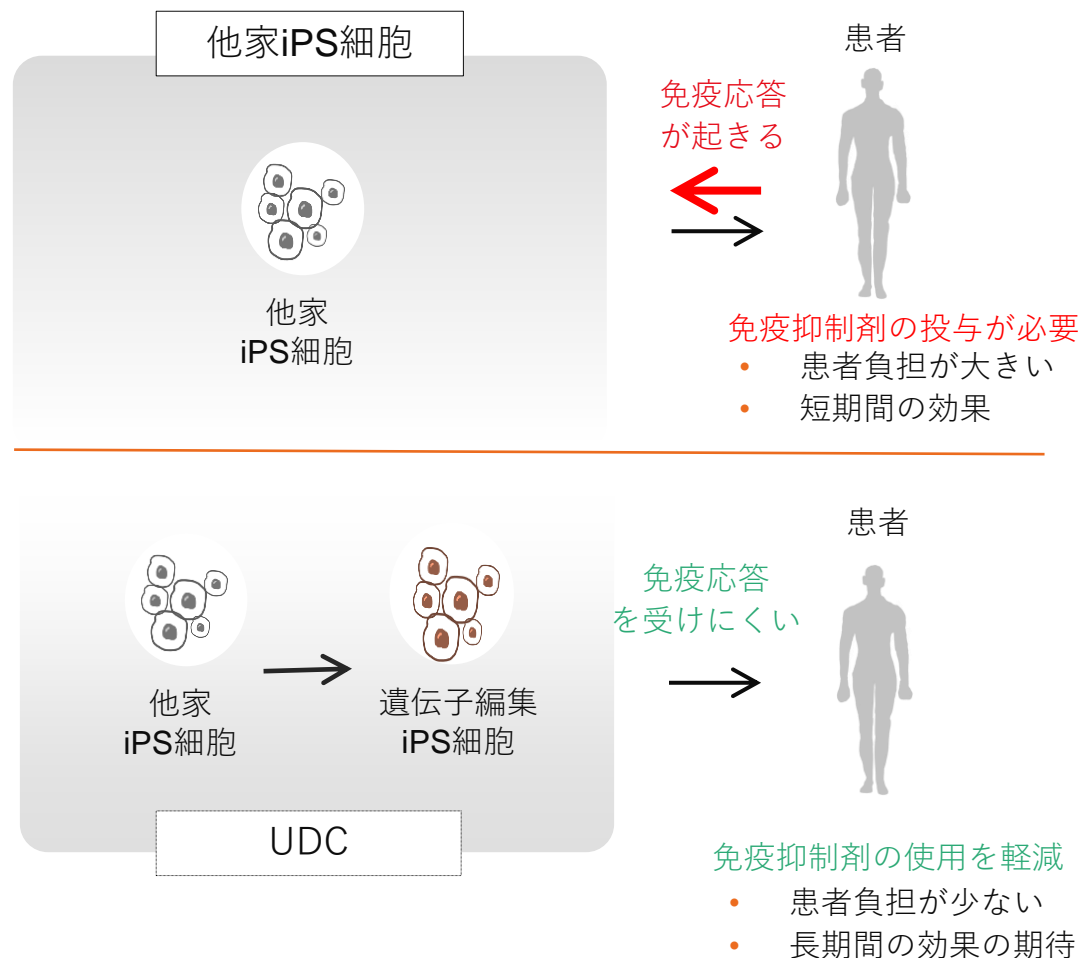 他家iPS細胞
患者
免疫応答
が起きる
他家
iPS細胞
免疫抑制剤の投与が必要
• 患者負担が大きい
• 短期間の効果
患者
免疫応答
を受けにくい
他家
iPS細胞
遺伝子編集
iPS細胞
UDC
免疫抑制剤の使用を軽減
• 患者負担が少ない
• 長期間の効果の期待